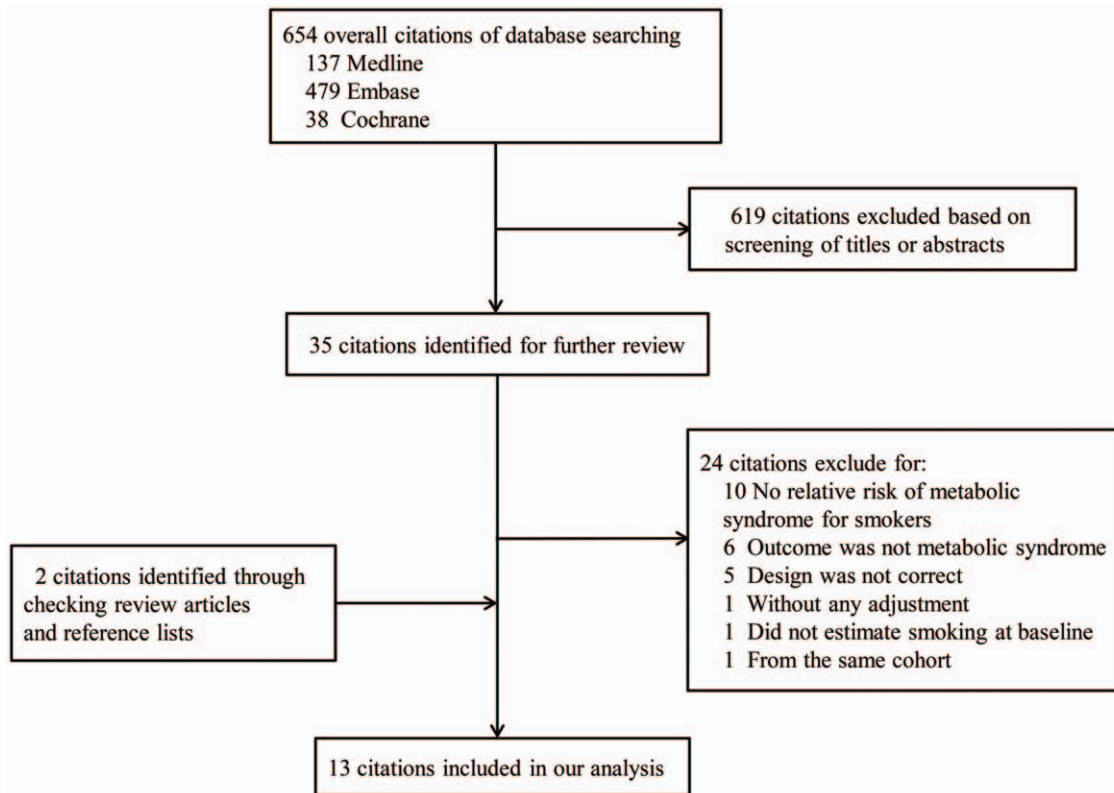 654 overall citations of database searching
137 Medline
479 Embase
38 Cochrane
619 citations excluded based on
screening of titles or abstracts
35 citations identified for further review
24 citations exclude for:
10 No relative risk of metabolic
syndrome for smokers
6 Outcome was not metabolic syndrome
5 Design was not correct
1 Without any adjustment
1 Did not estimate smoking at baseline
1 From the same cohort
2 citations identified through
checking review articles
and reference lists
13 citations included in our analysis